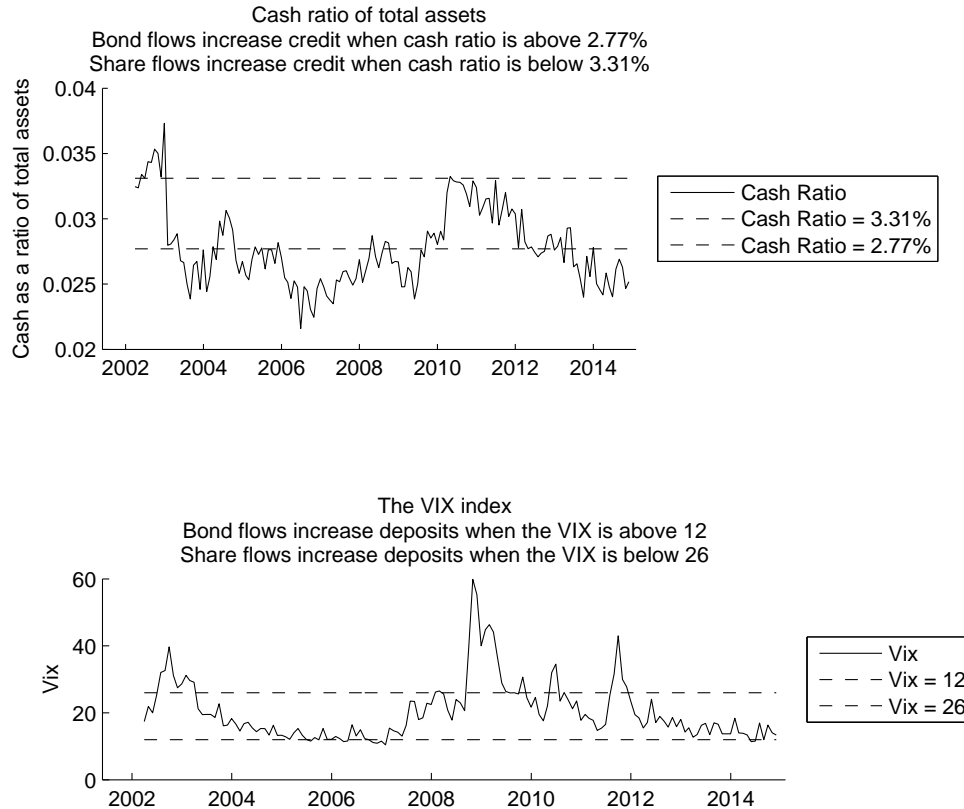 Cash ratio of total assets
Bond flows increase credit when cash ratio is above 2.77%
Share flows increase credit when cash ratio is below 3.31%
Cash as a ratio of total assets
0.04
0.035
0.03
0.025
0.02
2002 2004 2006 2008 2010 2012 2014
Cash Ratio
Cash Ratio = 3.31%
Cash Ratio = 2.77%
The VIX index
Bond flows increase deposits when the VIX is above 12
Share flows increase deposits when the VIX is below 26
Vix
60
40
20
0
2002 2004 2006 2008 2010 2012 2014
Vix
Vix = 12
Vix = 26